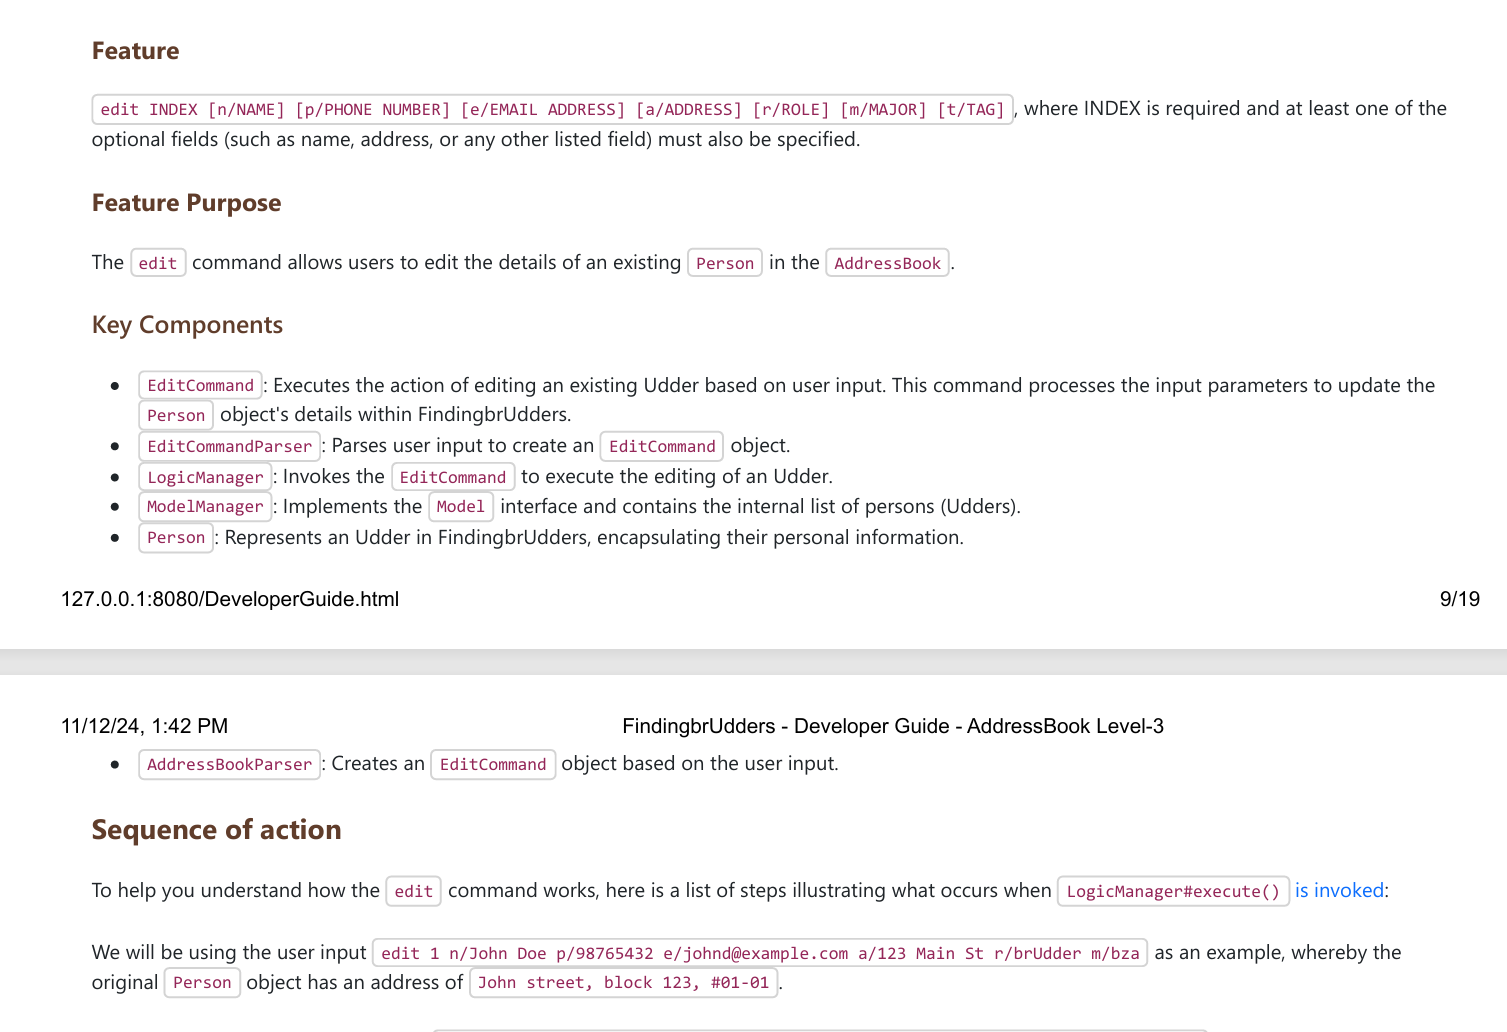 Feature
edit INDEX [n/NAME] [p/PHONE NUMBER] [e/EMAIL ADDRESS] [a/ADDRESS] [r/ROLE] [m/MAJOR] [t/TAG] , where INDEX is required and at least one of the
optional fields (such as name, address, or any other listed field) must also be specified.
Feature Purpose
The edit command allows users to edit the details of an existing Person in the AddressBook .
Key Components
• EditCommand : Executes the action of editing an existing Udder based on user input. This command processes the input parameters to update the
Person object's details within FindingbrUdders.
• EditCommandParser : Parses user input to create an EditCommand object.
• LogicManager : Invokes the EditCommand to execute the editing of an Udder.
• ModelManager : Implements the Model interface and contains the internal list of persons (Udders).
• Person : Represents an Udder in FindingbrUdders, encapsulating their personal information.
127.0.0.1:8080/DeveloperGuide.html 9/19
11/12/24, 1:42 PM FindingbrUdders - Developer Guide - AddressBook Level-3
• AddressBookParser : Creates an EditCommand object based on the user input.
Sequence of action
To help you understand how the edit command works, here is a list of steps illustrating what occurs when LogicManager#execute() is invoked:
We will be using the user input edit 1 n/John Doe p/98765432 e/johnd@example.com a/123 Main St r/brUdder m/bza as an example, whereby the
original Person object has an address of John street, block 123, #01-01 .